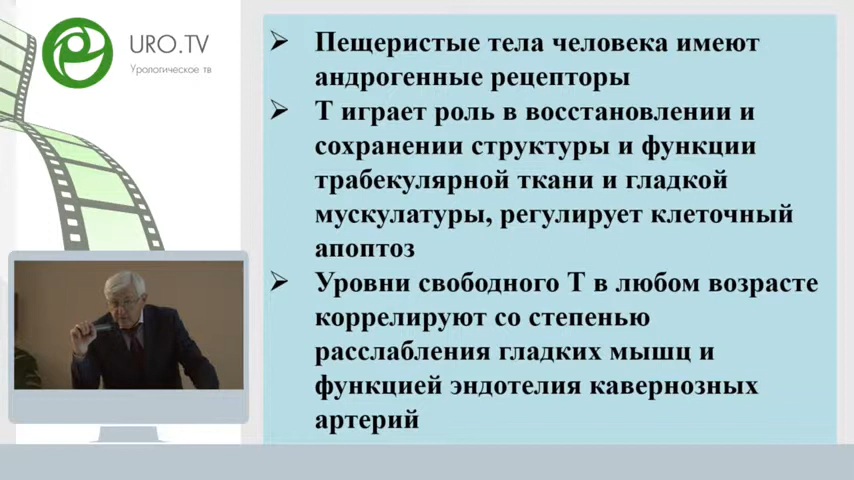 URO.TV
Урологическое тв
➢ Пещеристые тела человека имеют
андрогенные рецепторы
➢ Т играет роль в восстановлении и
сохранении структуры и функции
трабекулярной ткани и гладкой
мускулатуры, регулирует клеточный
апоптоз
➢ Уровни свободного Т в любом возрасте
коррелируют со степенью
расслабления гладких мышц и
функцией эндотелия кавернозных
артерий